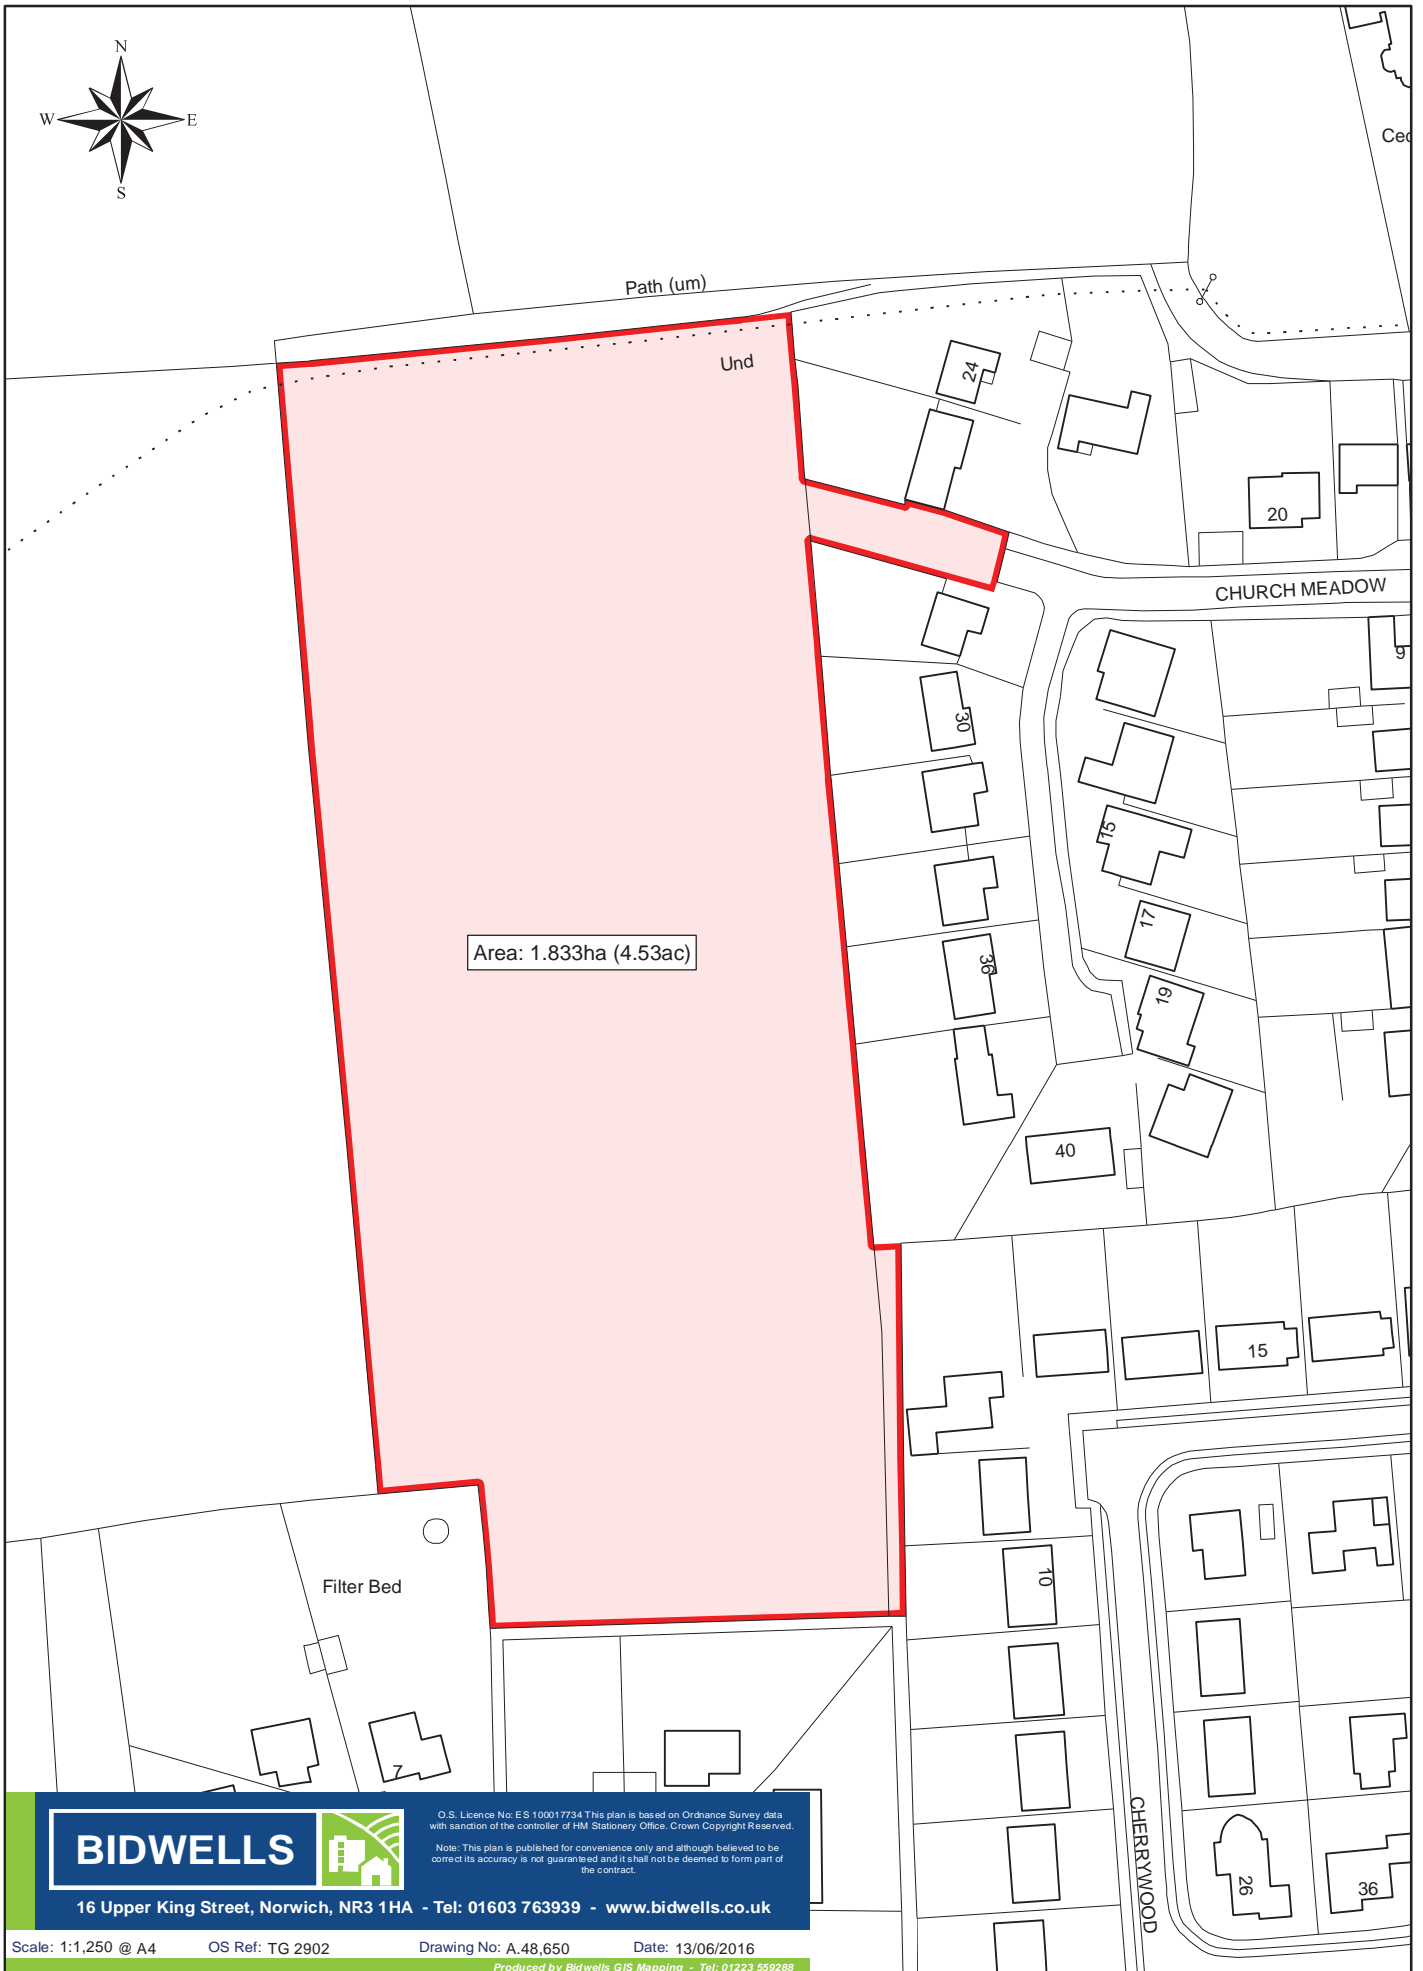 N
W E
S
Cec
Path (um)
Und
24
20
CHURCH MEADOW
9
30
15
17
Area: 1.833ha (4.53ac)
36
19
40
15
10
Filter Bed
7
CHERRYWOOD
26
36
BIDWELLS
O.S. Licence No: ES 100017734 This plan is based on Ordnance Survey data
with sanction of the controller of HM Stationery Office. Crown Copyright Reserved.
Note: This plan is published for convenience only and although believed to be
correct its accuracy is not guaranteed and it shall not be deemed to form part of
the contract.
16 Upper King Street, Norwich, NR3 1HA - Tel: 01603 763939 - www.bidwells.co.uk
Scale: 1:1,250 @ A4 OS Ref: TG 2902 Drawing No: A.48,650 Date: 13/06/2016
Produced by Bidwells GIS Mapping - Tel: 01223 559288